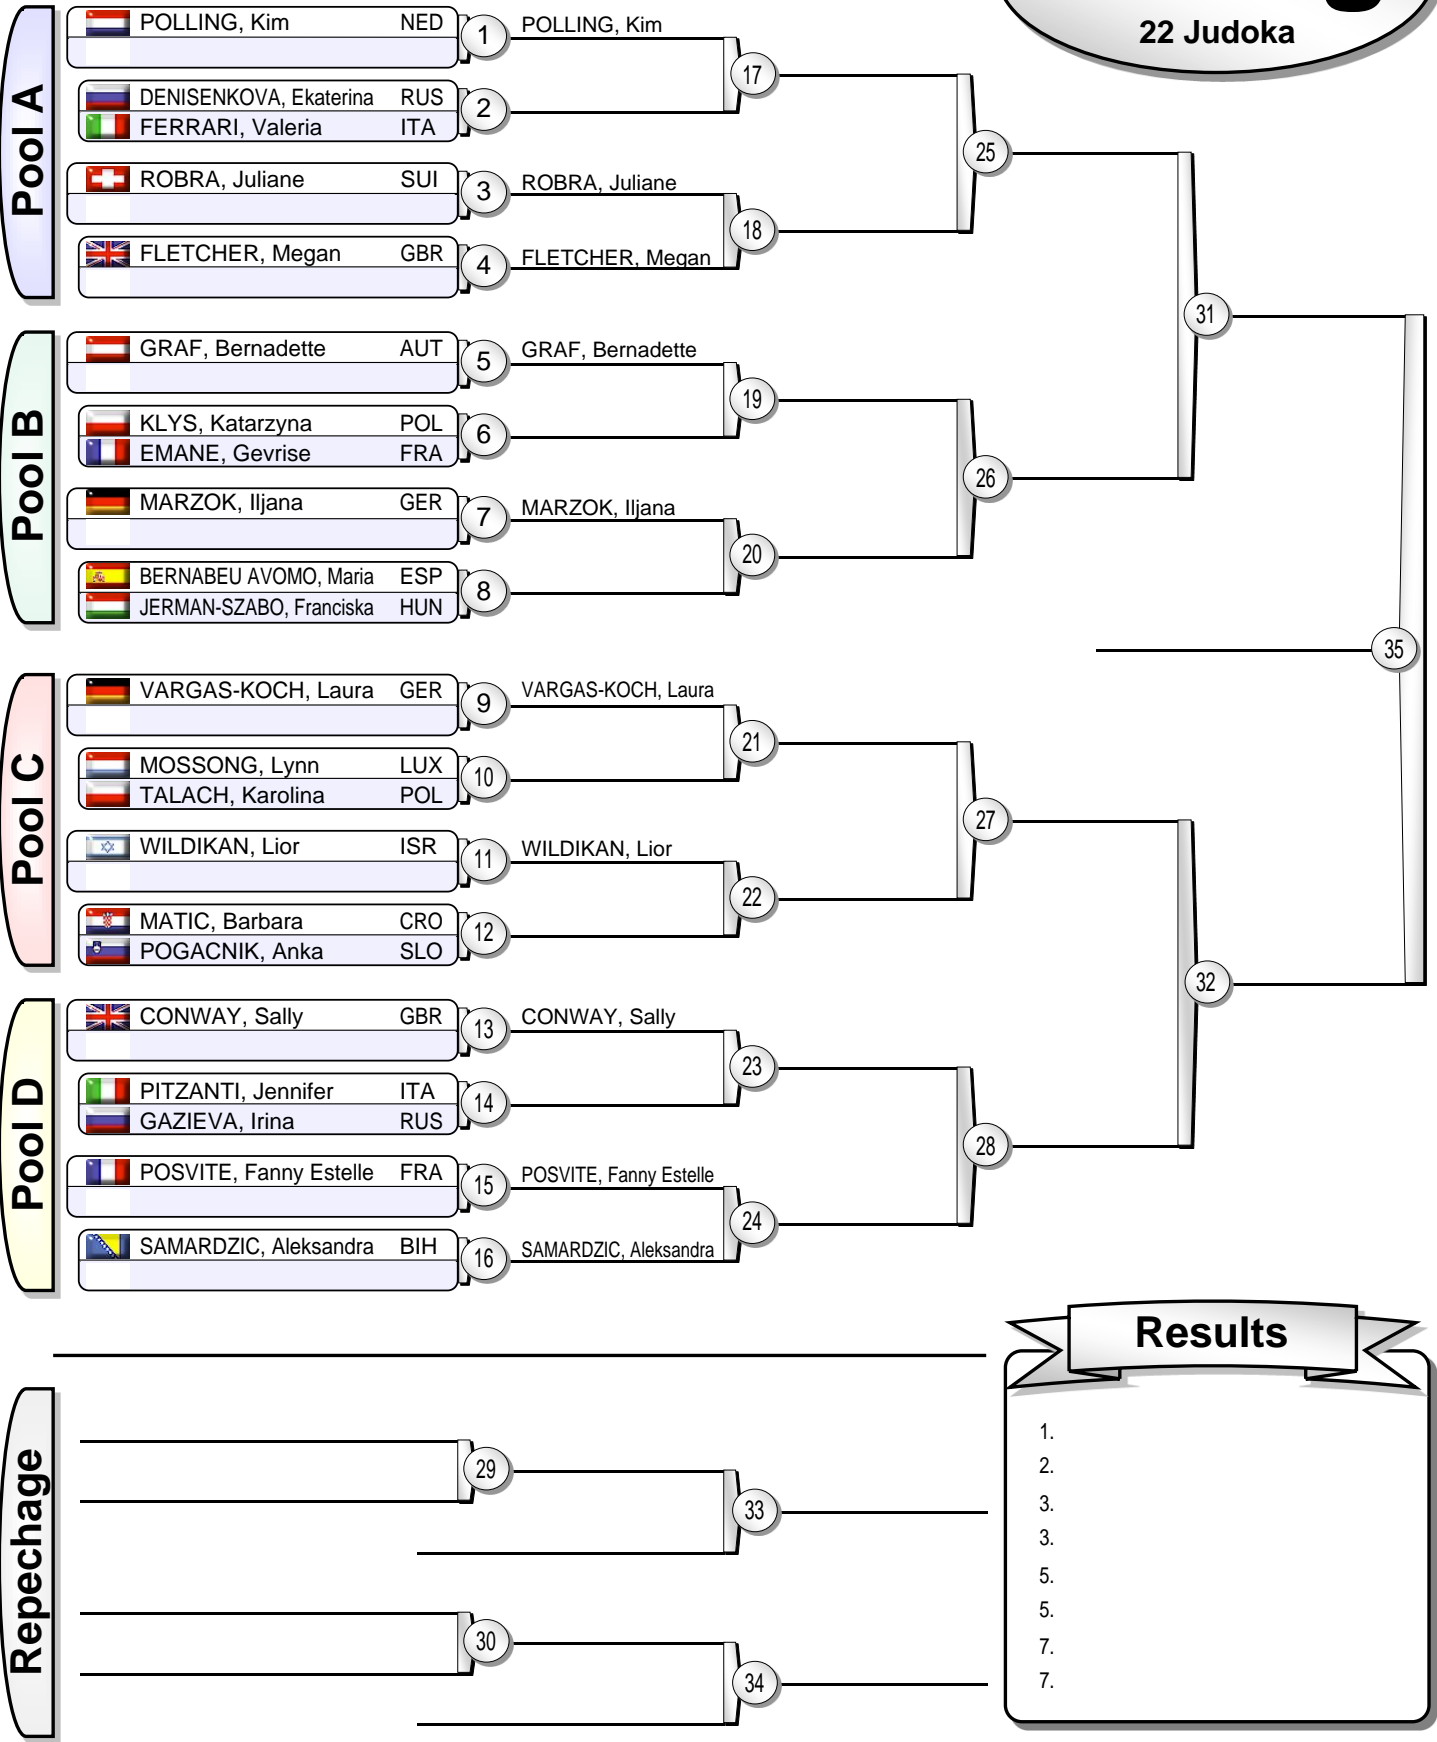 22 Judoka
Pool A
POLLING, Kim NED 1 POLLING, Kim
17
DENISENKOVA, Ekaterina RUS 2
FERRARI, Valeria ITA
25
ROBRA, Juliane SUI 3 ROBRA, Juliane
18
FLETCHER, Megan GBR 4 FLETCHER, Megan
31
Pool B
GRAF, Bernadette AUT 5 GRAF, Bernadette
19
KLYS, Katarzyna POL 6
EMANE, Gevrise FRA
26
MARZOK, Iljana GER 7 MARZOK, Iljana
20
BERNABEU AVOMO, Maria ESP 8
JERMAN-SZABO, Franciska HUN
35
Pool C
VARGAS-KOCH, Laura GER 9 VARGAS-KOCH, Laura
21
MOSSONG, Lynn LUX 10
TALACH, Karolina POL
27
WILDIKAN, Lior ISR 11 WILDIKAN, Lior
22
MATIC, Barbara CRO 12
POGACNIK, Anka SLO
32
Pool D
CONWAY, Sally GBR 13 CONWAY, Sally
23
PITZANTI, Jennifer ITA 14
GAZIEVA, Irina RUS
28
POSVITE, Fanny Estelle FRA 15 POSVITE, Fanny Estelle
24
SAMARDZIC, Aleksandra BIH 16 SAMARDZIC, Aleksandra
Repechage
29
33
30
34
Results
1.
2.
3.
3.
5.
5.
7.
7.